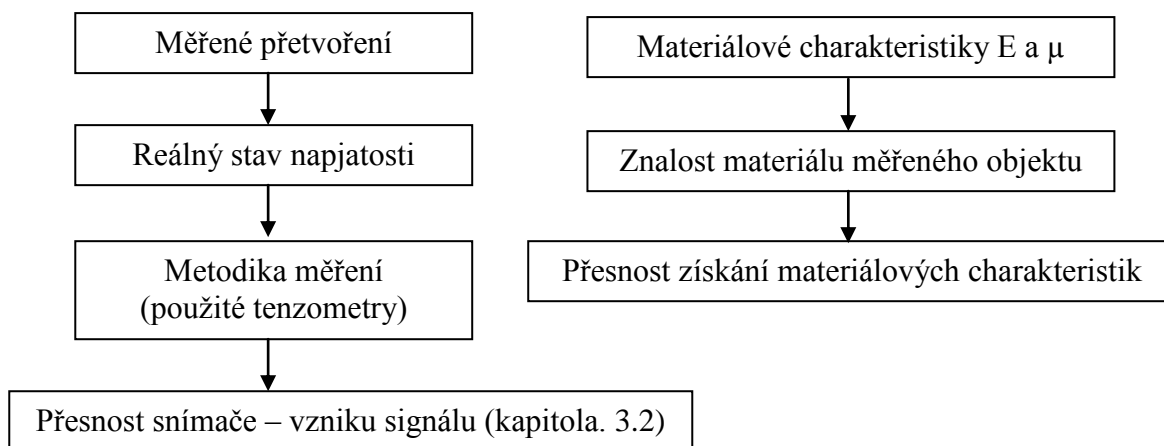 Měřené přetvoření
Reálný stav napjatosti
Metodika měření
(použité tenzometry)
Přesnost snímače – vzniku signálu (kapitola. 3.2)
Materiálové charakteristiky E a μ
Znalost materiálu měřeného objektu
Přesnost získání materiálových charakteristik